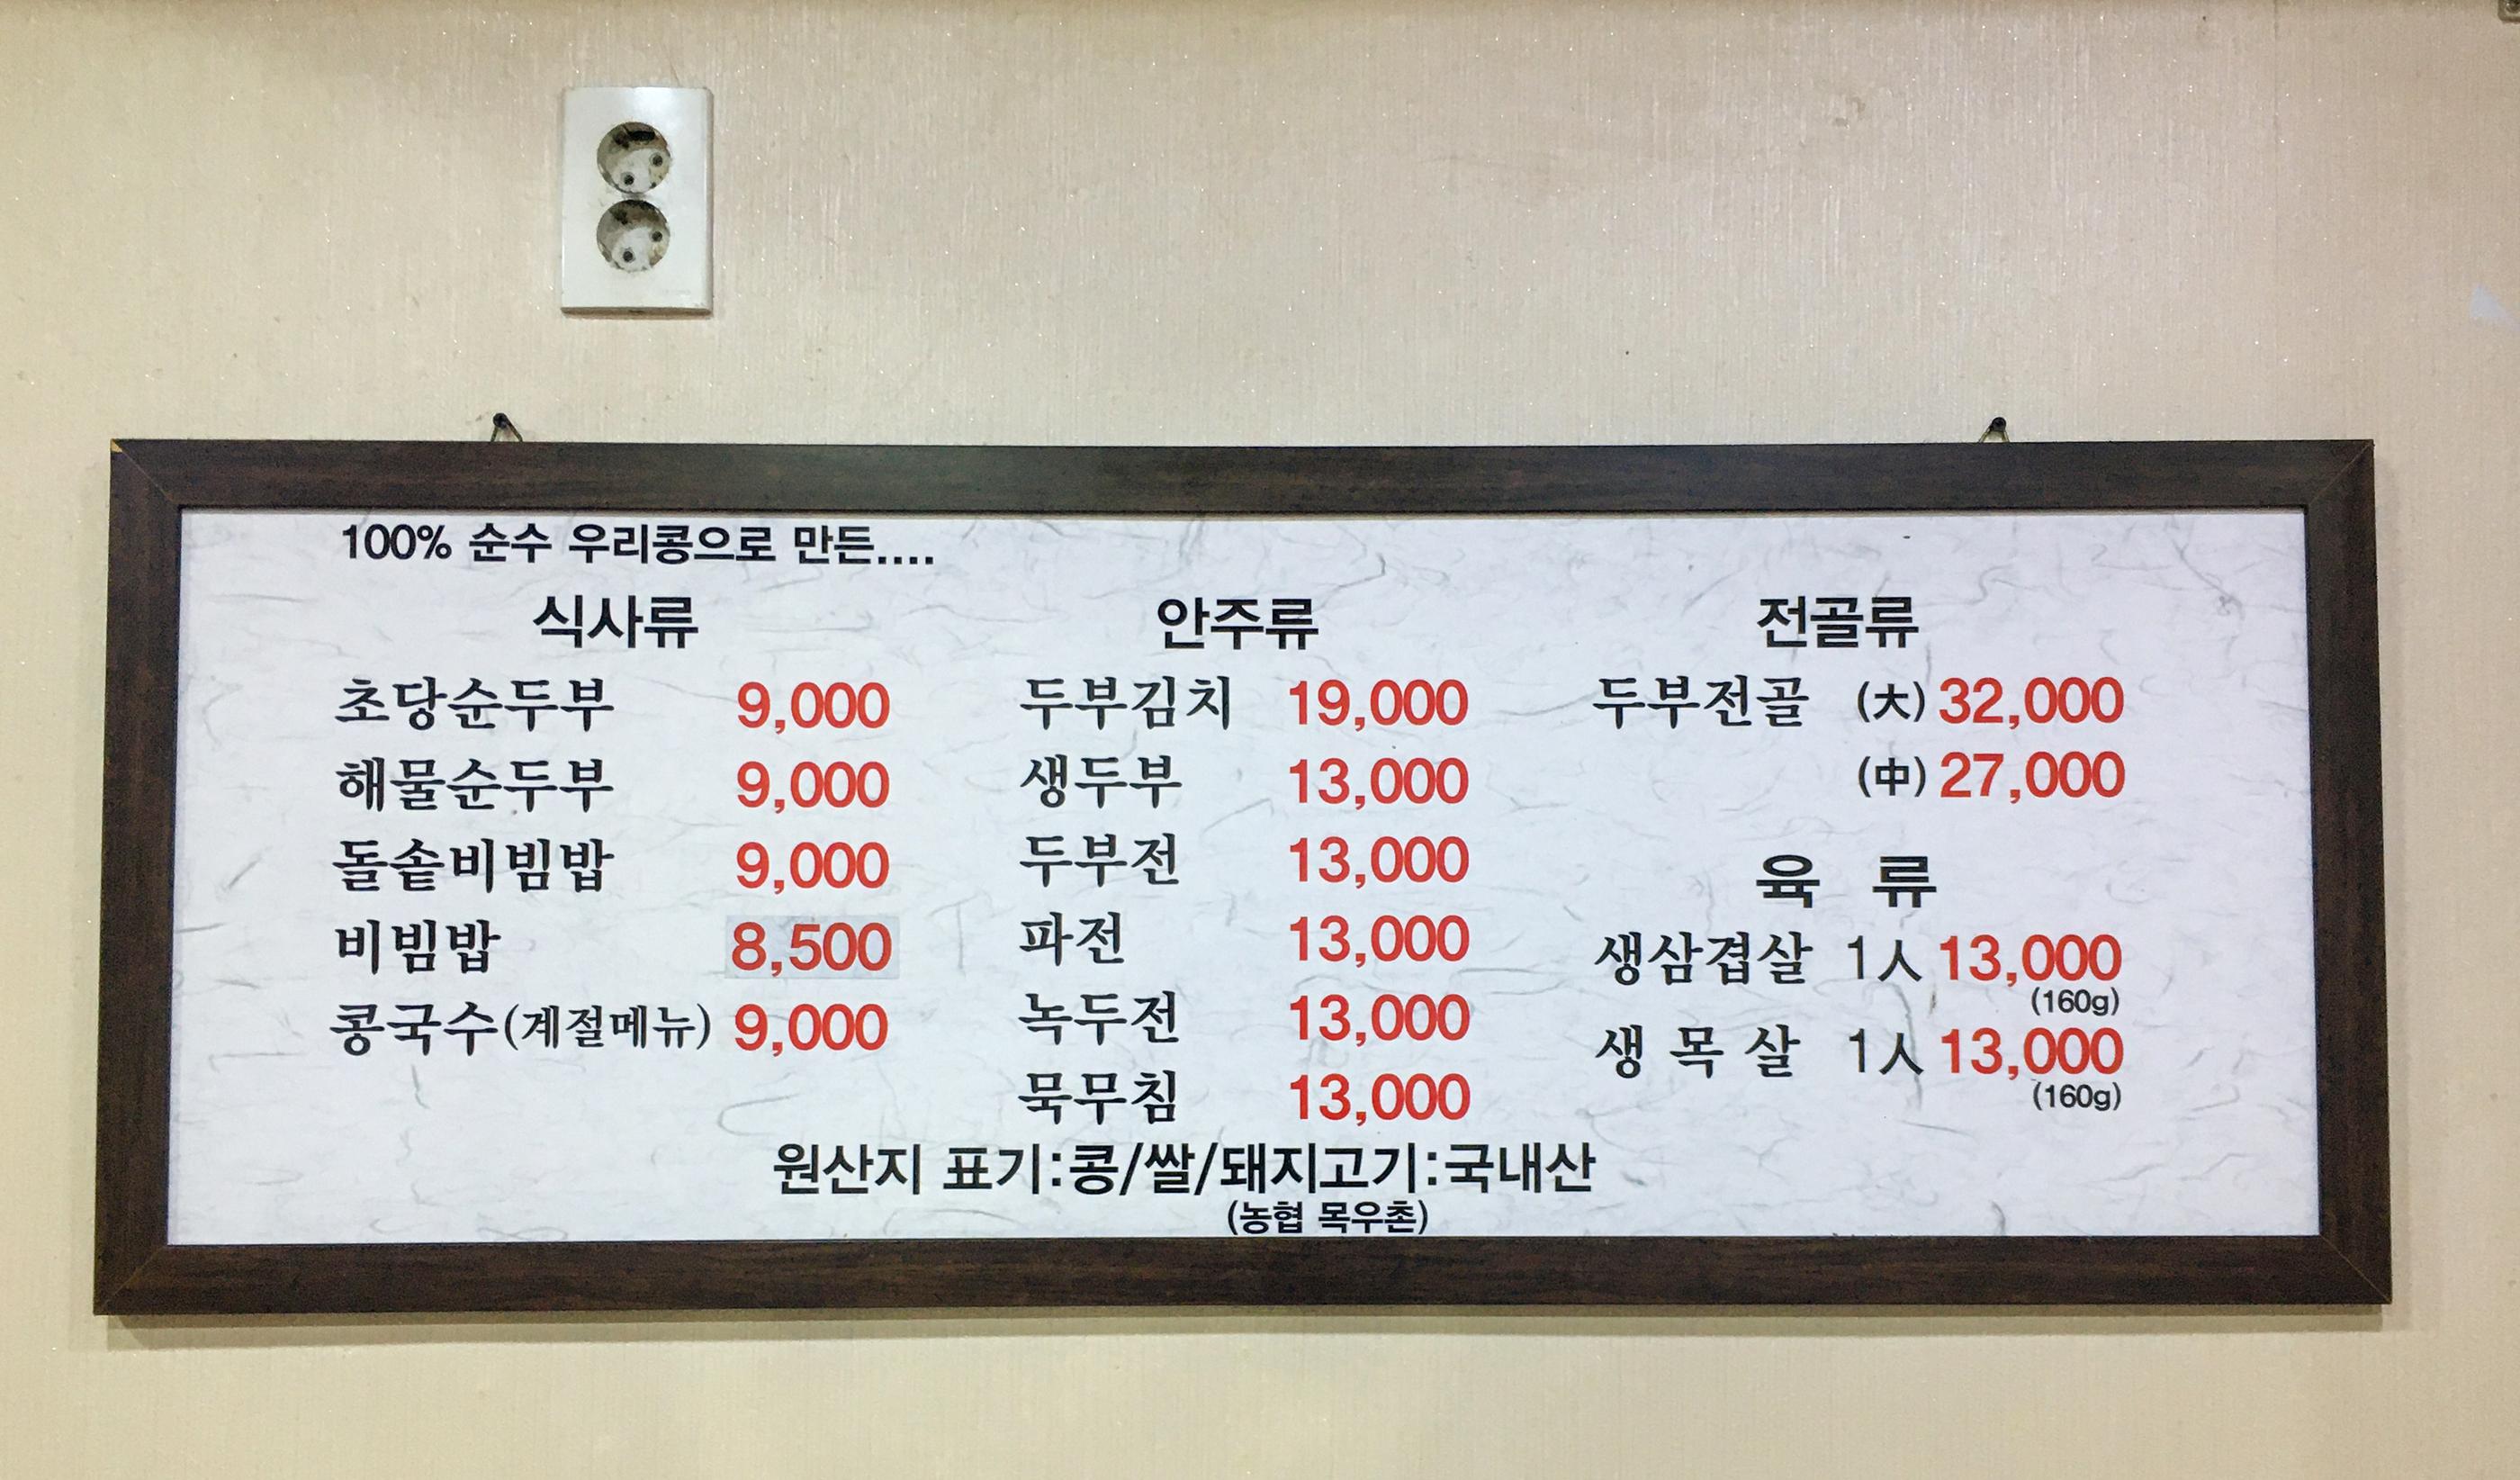 100% 순수 우리콩으로 만든....
식사류
초당순두부 9,000
해물순두부 9,000
돌솥비빔밥 9,000
비빔밥 8,500
콩국수(계절메뉴) 9,000
안주류
두부김치 19,000
생두부 13,000
두부전 13,000
파전 13,000
녹두전 13,000
묵무침 13,000
전골류
두부전골 (大) 32,000
(中) 27,000
육 류
생삼겹살 1人 13,000
(160g)
생 목 살 1人 13,000
(160g)
원산지 표기:콩/쌀/돼지고기:국내산
(농협 목우촌)